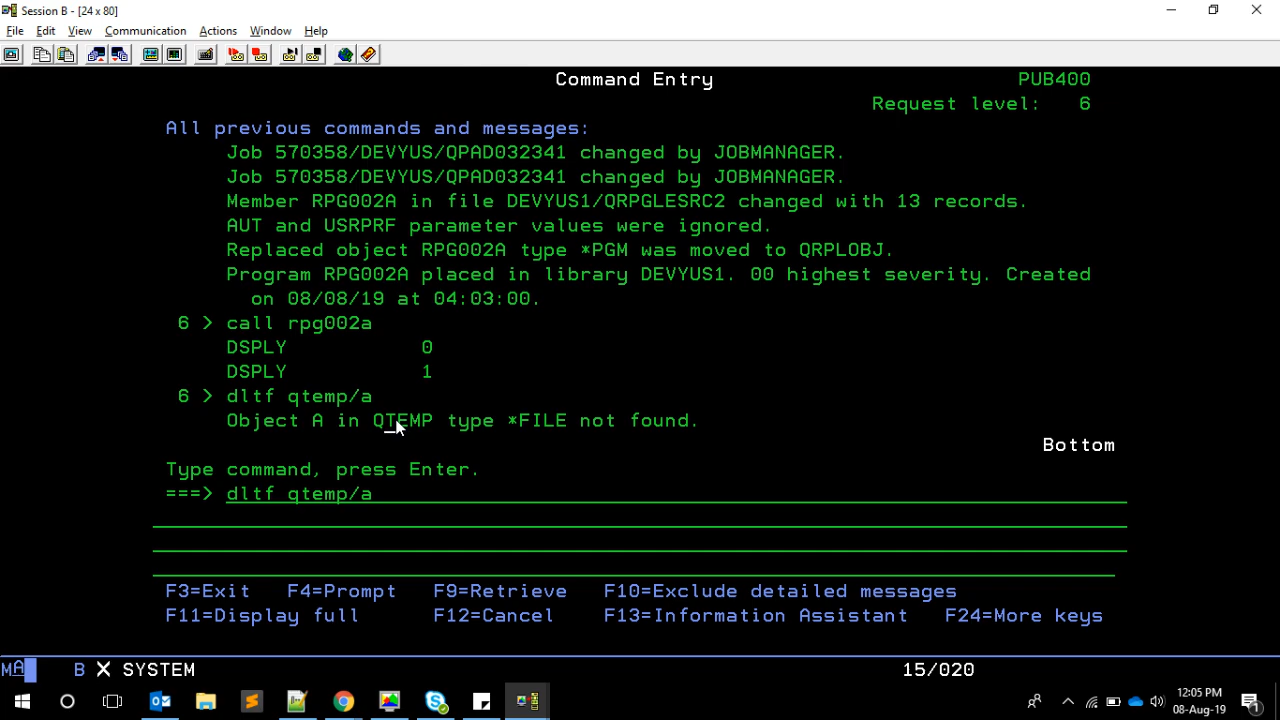 Session B - [24 x 80]
File Edit View Communication Actions Window Help
Command Entry PUB400
Request level: 6
All previous commands and messages:
Job 570358/DEVYUS/QPAD032341 changed by JOBMANAGER.
Job 570358/DEVYUS/QPAD032341 changed by JOBMANAGER.
Member RPG002A in file DEVYUS1/QRPGLESRC2 changed with 13 records.
AUT and USRPRF parameter values were ignored.
Replaced object RPG002A type *PGM was moved to QRPLOBJ.
Program RPG002A placed in library DEVYUS1. 00 highest severity. Created
on 08/08/19 at 04:03:00.
6 > call rpg002a
DSPLY 0
DSPLY 1
6 > dltf qtemp/a
Object A in QTEMP type *FILE not found.
Bottom
Type command, press Enter.
===> dltf qtemp/a
F3=Exit F4=Prompt F9=Retrieve F10=Exclude detailed messages
F11=Display full F12=Cancel F13=Information Assistant F24=More keys
MA B X SYSTEM 15/020
12:05 PM
08-Aug-19
1